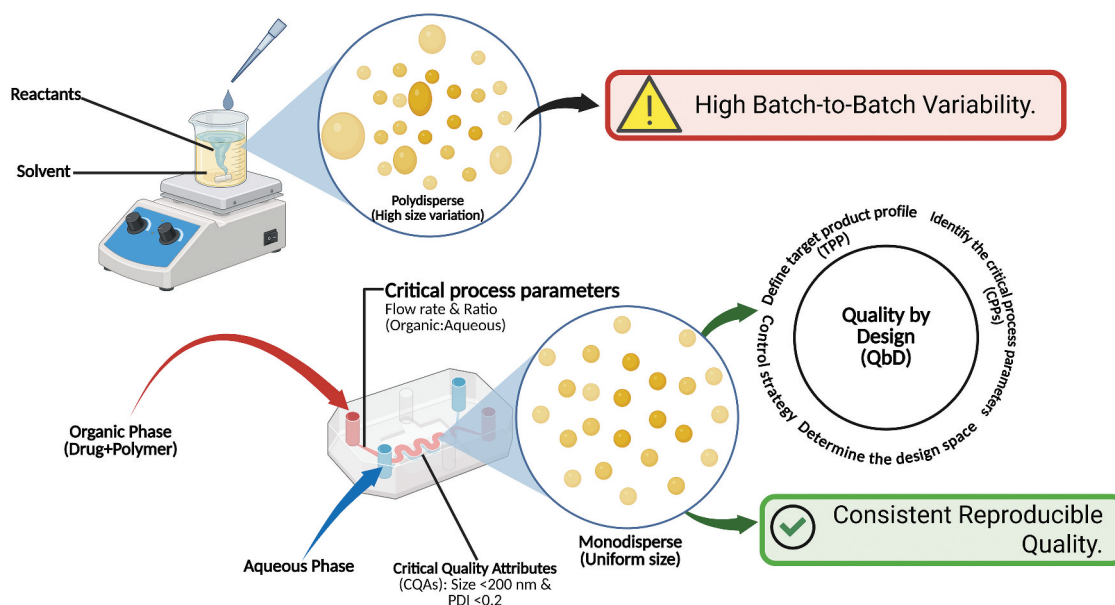 Reactants
Solvent
Polydisperse
(High size variation)
High Batch-to-Batch Variability.
Critical process parameters
Flow rate & Ratio
(Organic:Aqueous)
Organic Phase
(Drug+Polymer)
Aqueous Phase
Critical Quality Attributes
(CQAs): Size <200 nm &
PDI <0.2
Monodisperse
(Uniform size)
Define target product profile
(TPP)
Identify the critical process parameters
(CPPs)
Determine the design space
Control strategy
Quality by
Design
(QbD)
Consistent Reproducible
Quality.